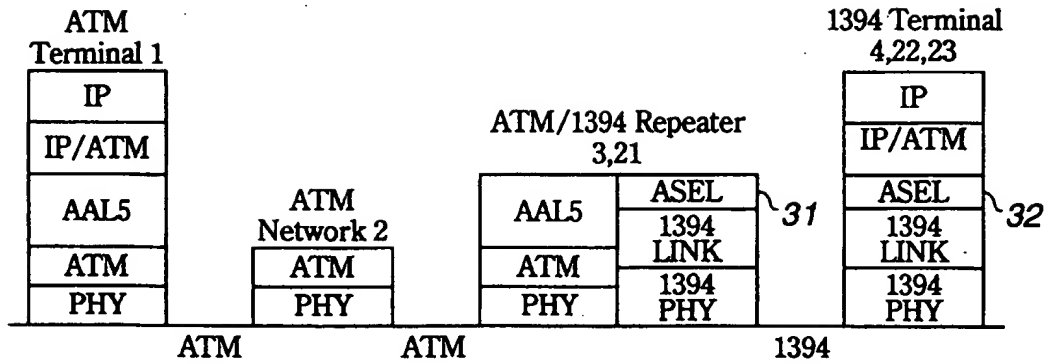 ATM
Terminal 1
IP
IP/ATM
AAL5
ATM
PHY
ATM
Network 2
ATM
PHY
ATM/1394 Repeater
3,21
AAL5
ATM
PHY
ASEL
1394
LINK
1394
PHY
31
1394 Terminal
4,22,23
IP
IP/ATM
ASEL
1394
LINK
1394
PHY
32
ATM
ATM
1394